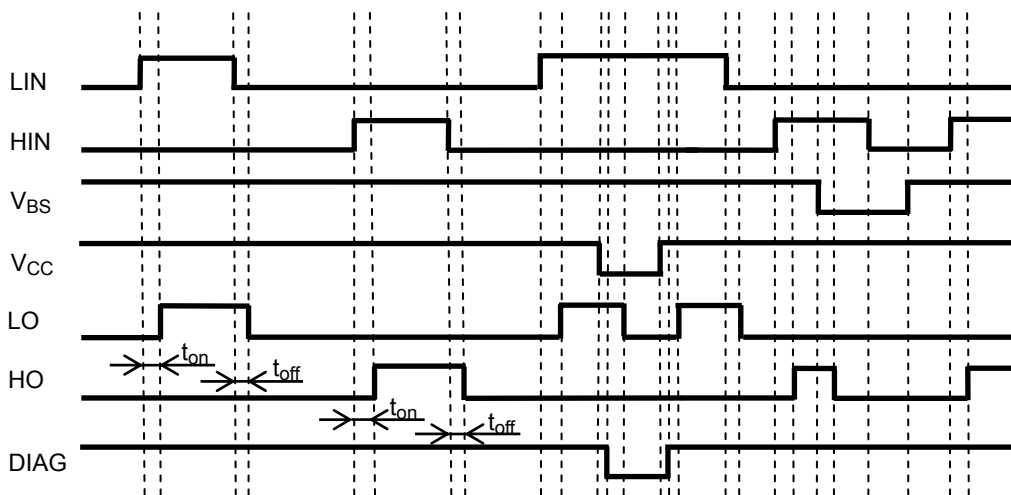 LIN
HIN
VBS
VCC
LO
ton
HO
toff
ton
toff
DIAG